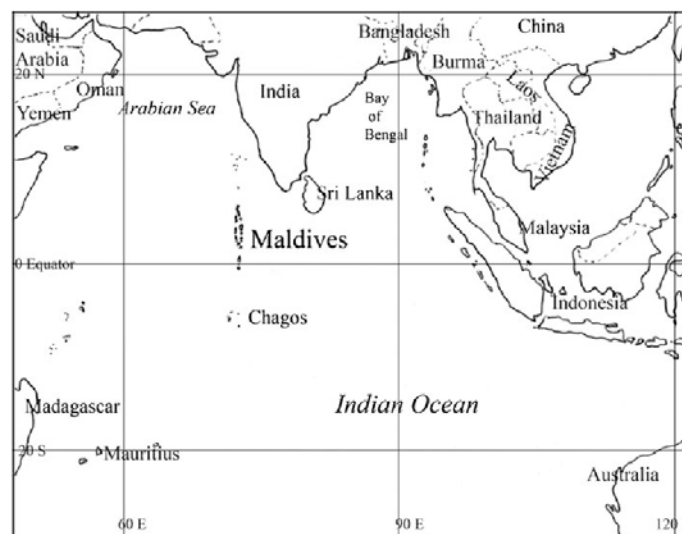 China
Saudi
Bangladesh
Arabia
Burma
20 N
Oman
India
Laos
Arabian Sea
Bay
of
Bengal
Yemen
Thailand
Vietnam
Sri Lanka
Malaysia
Maldives
0 Equator
Indonesia
Chagos
Madagascar
Indian Ocean
20 S
Mauritius
Australia
60 E
90 E
120